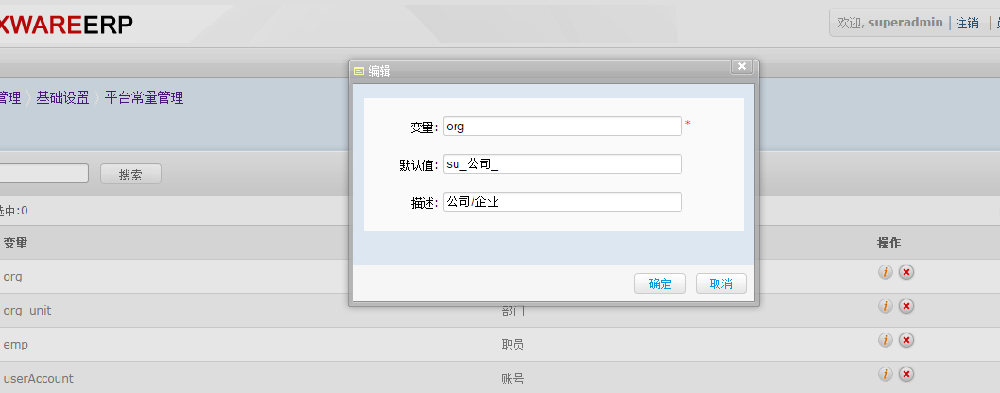 XWAREERP
欢迎, superadmin | 注销 |
编辑
管理 基础设置 平台常量管理
变量: org *
默认值: su_公司_
搜索
描述: 公司/企业
选中:0
变量 操作
org
确定 取消
org_unit 部门
emp 职员
userAccount 账号